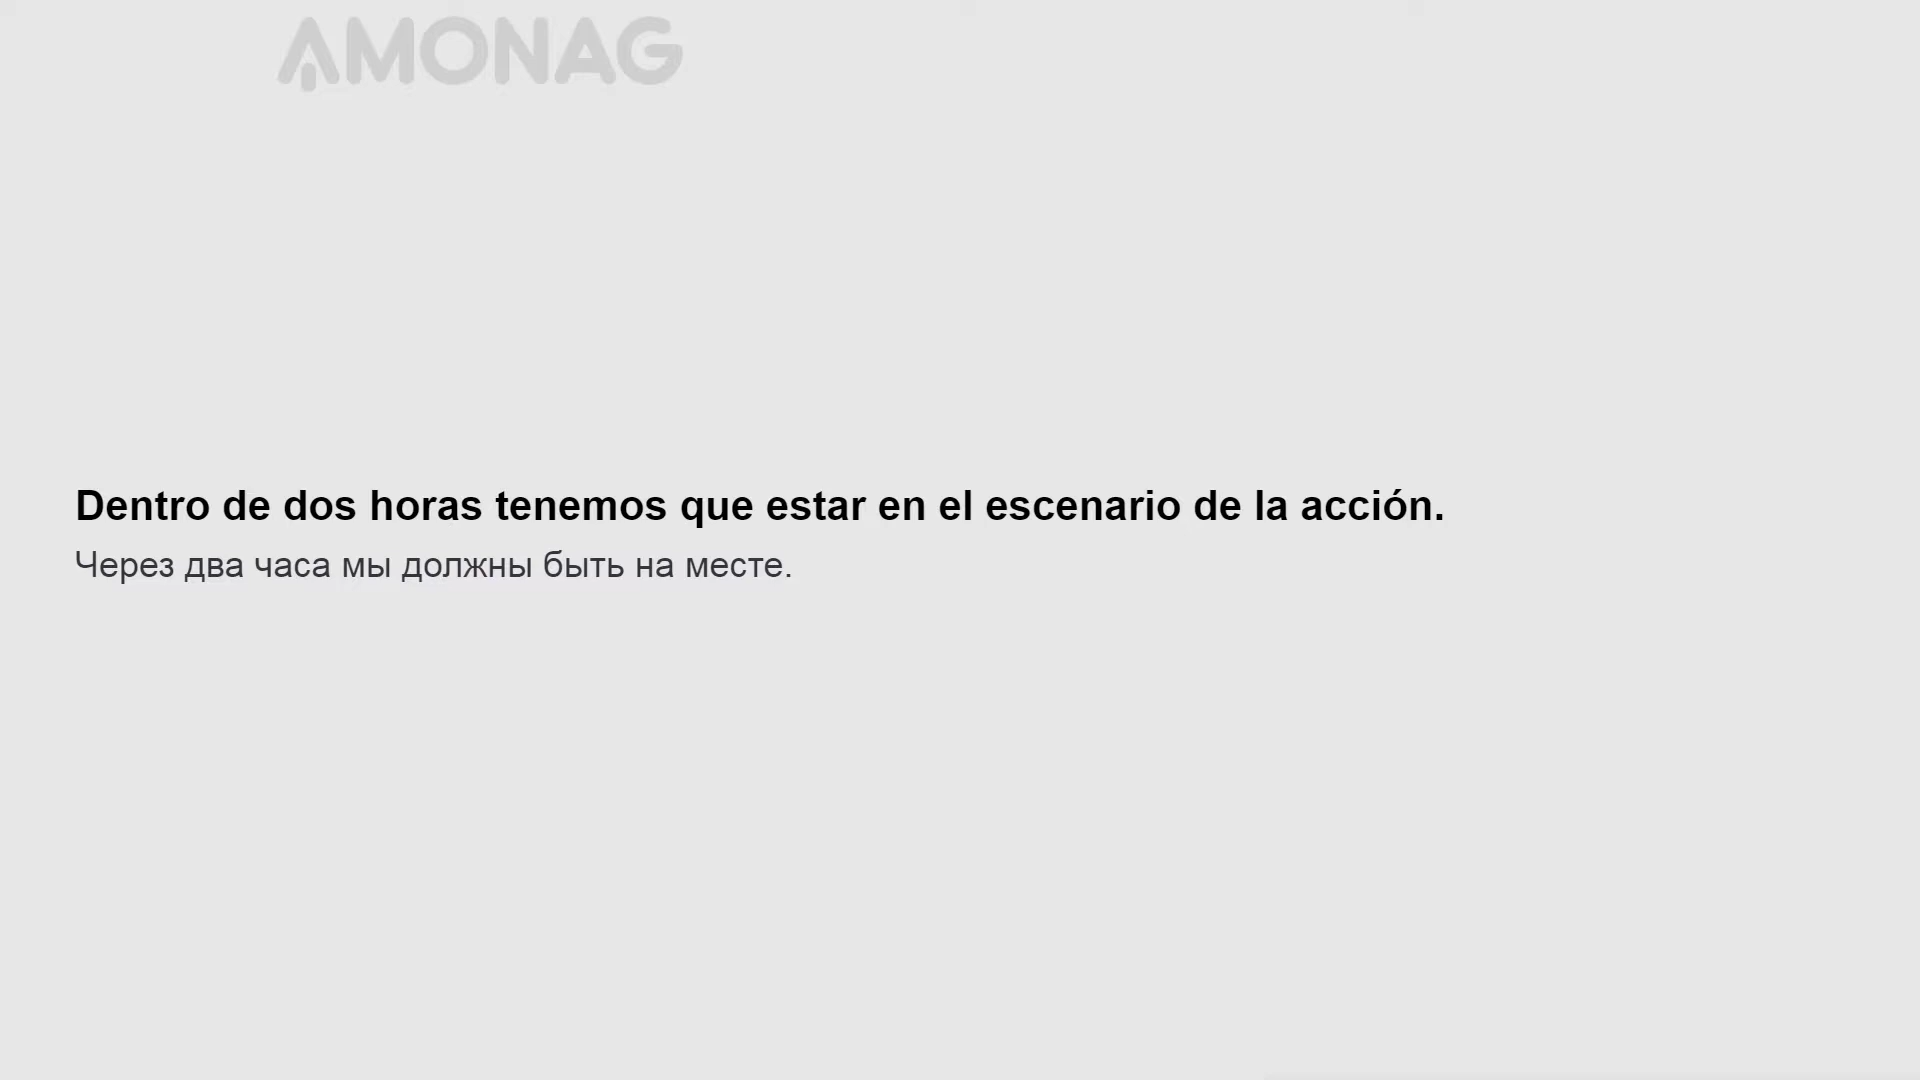 AMONAG
Dentro de dos horas tenemos que estar en el escenario de la acción.
Через два часа мы должны быть на месте.